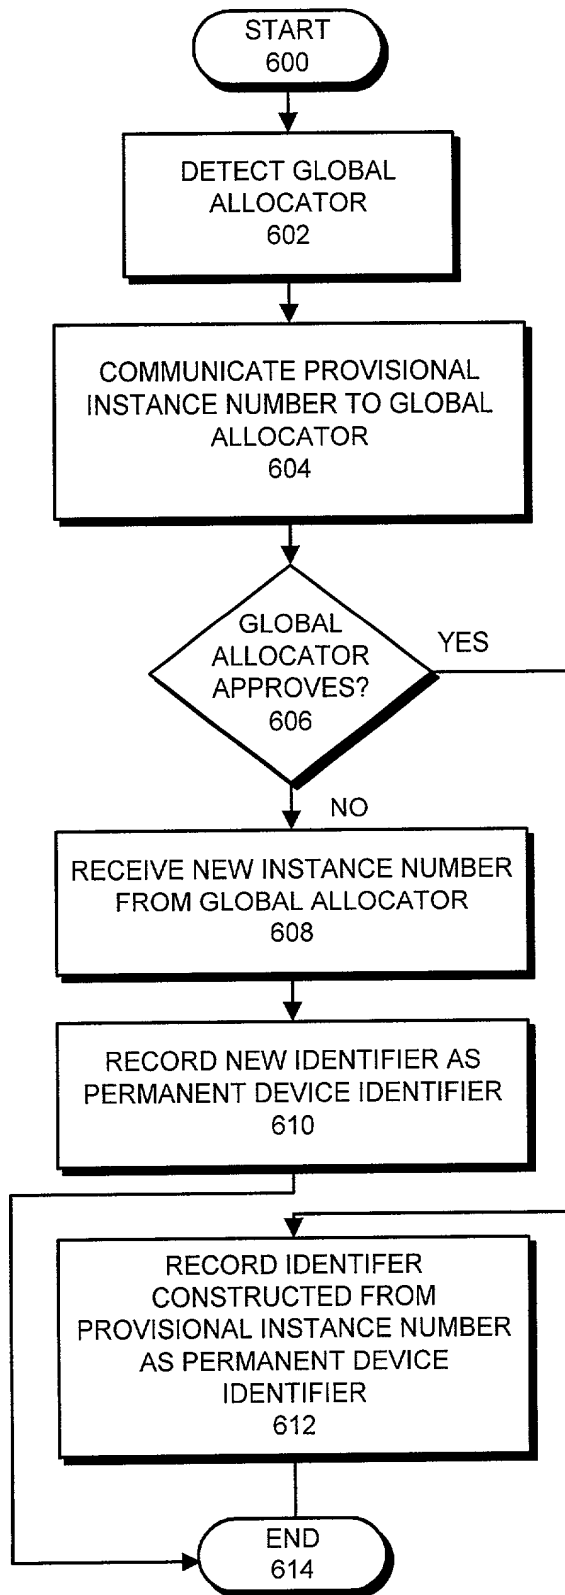 START
600
DETECT GLOBAL
ALLOCATOR
602
COMMUNICATE PROVISIONAL
INSTANCE NUMBER TO GLOBAL
ALLOCATOR
604
GLOBAL
ALLOCATOR
APPROVES?
606
YES
NO
RECEIVE NEW INSTANCE NUMBER
FROM GLOBAL ALLOCATOR
608
RECORD NEW IDENTIFIER AS
PERMANENT DEVICE IDENTIFIER
610
RECORD IDENTIFER
CONSTRUCTED FROM
PROVISIONAL INSTANCE NUMBER
AS PERMANENT DEVICE
IDENTIFIER
612
END
614